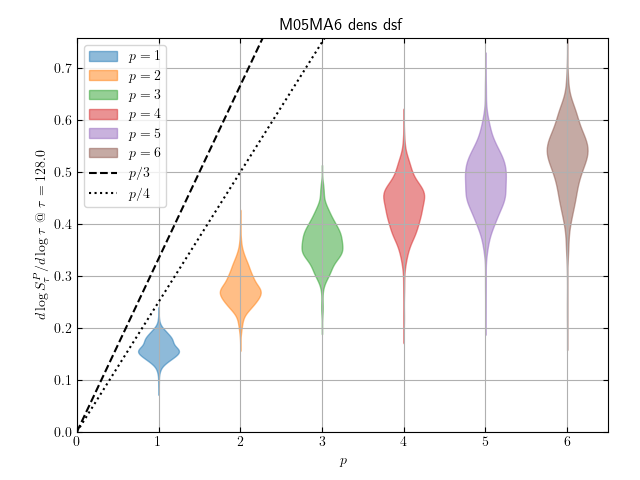 M05MA6 dens dsf
p = 1
p = 2
p = 3
p = 4
p = 5
p = 6
p/3
p/4
d log S_τ^P / d log τ @ τ = 128.0
0.7
0.6
0.5
0.4
0.3
0.2
0.1
0.0
0 1 2 3 4 5 6
p